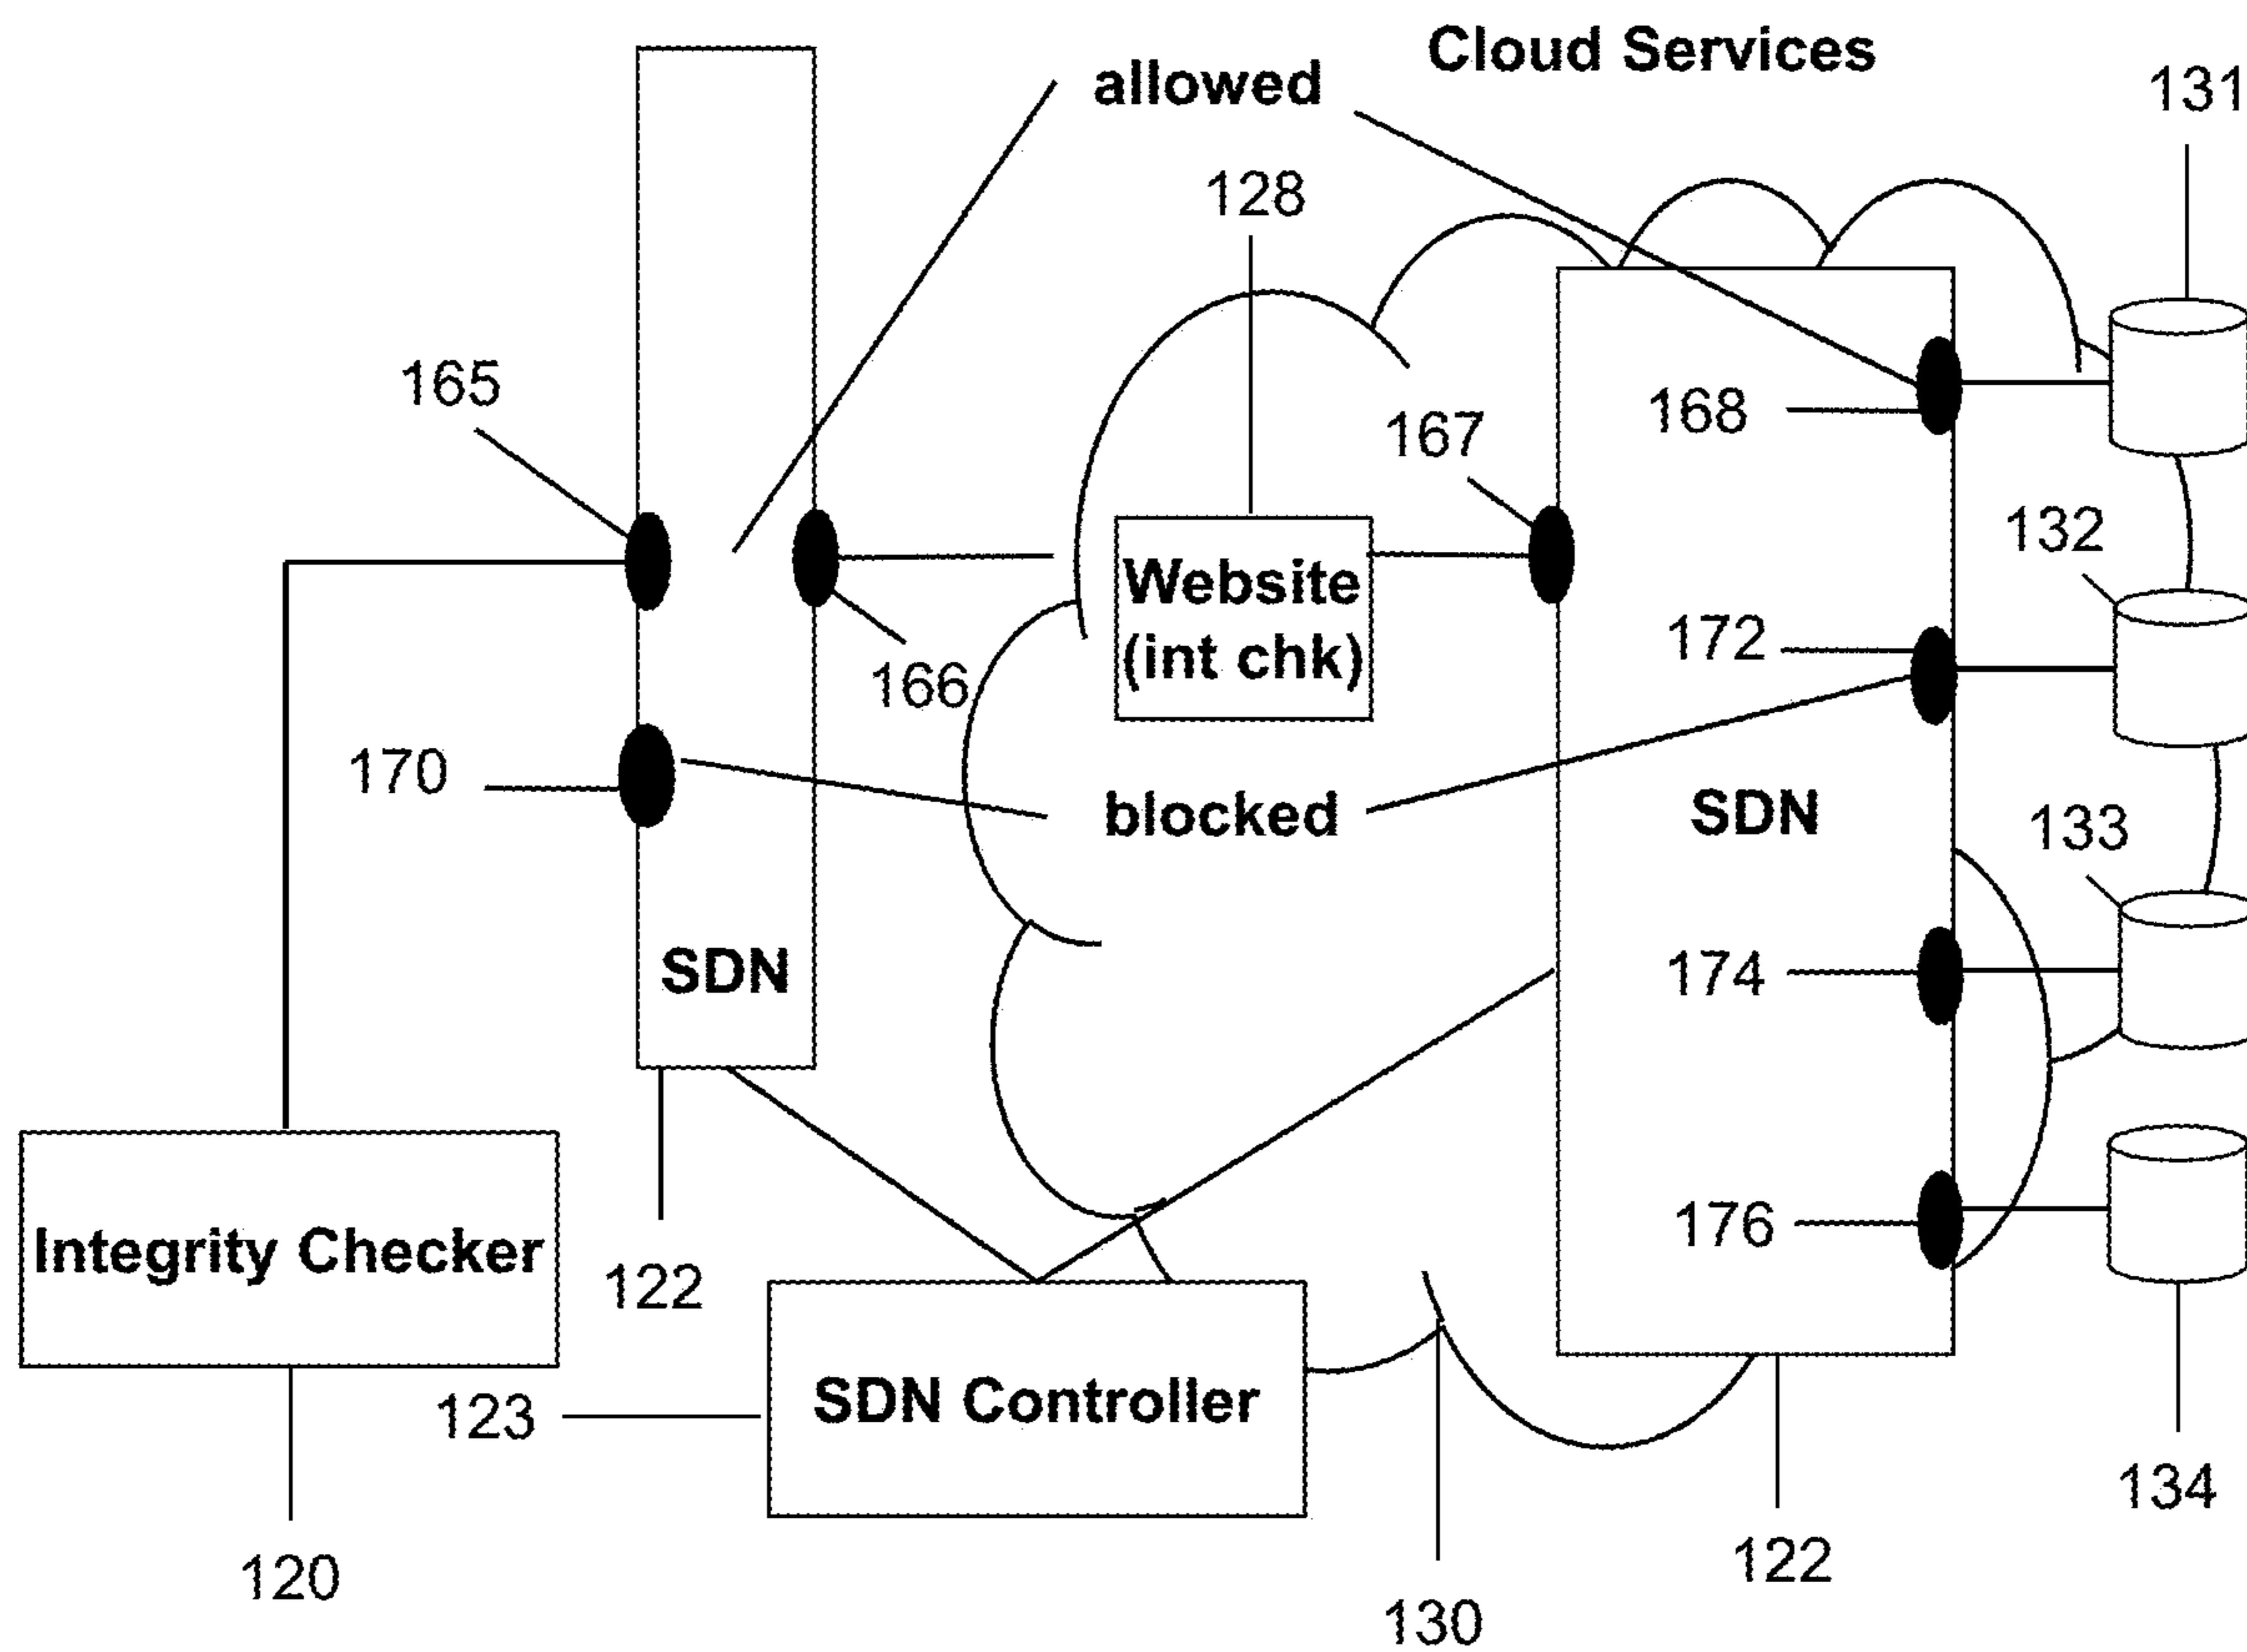 Cloud Services
allowed
131
128
165
168
167
132
Website
(int chk)
172
166
170
blocked
SDN
133
SDN
174
176
Integrity Checker
122
SDN Controller
123
134
120
122
130